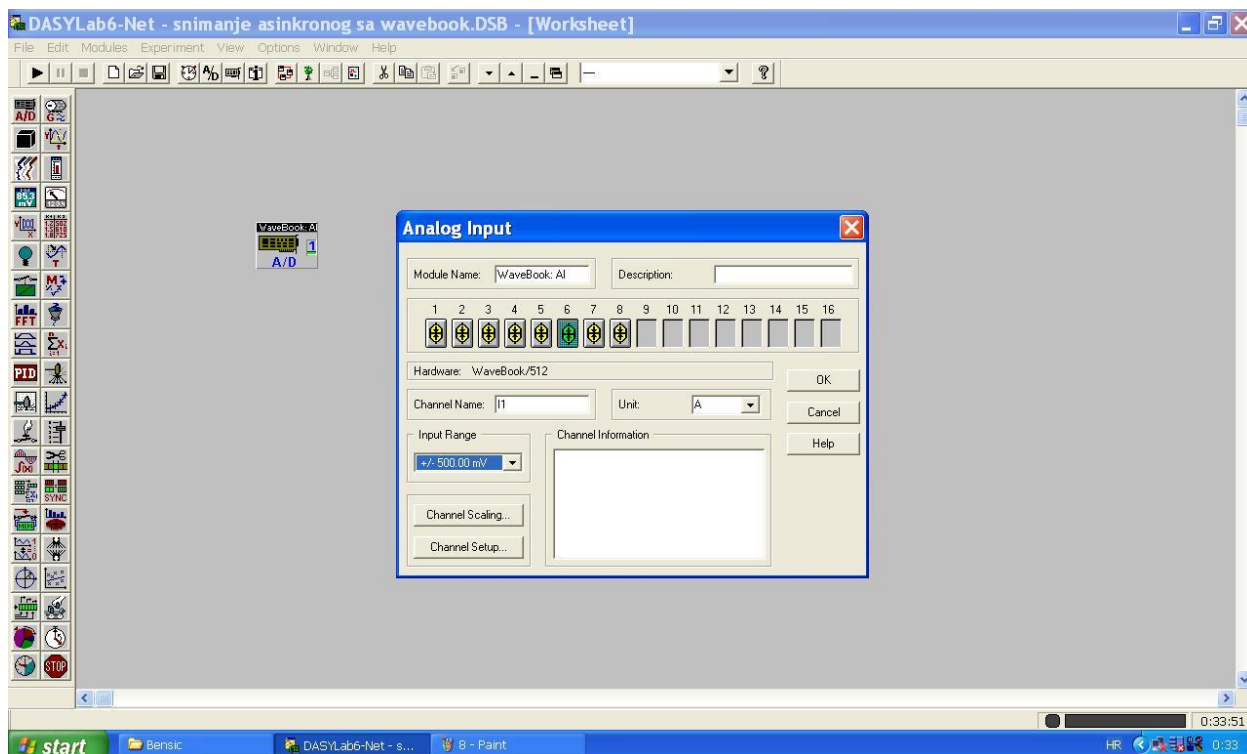 DASYLab6-Net - snimanje asinkronog sa wavebook.DSB - [Worksheet]
File Edit Modules Experiment View Options Window Help
A/D
WaveBook: AI
1
A/D
Analog Input
Module Name: WaveBook: AI Description:
1 2 3 4 5 6 7 8 9 10 11 12 13 14 15 16
Hardware: WaveBook/512
OK
Channel Name: I1 Unit: A
Cancel
Input Range Channel Information
Help
+/- 500.00 mV
Channel Scaling...
Channel Setup...
FFT
PID
SYNC
STOP
0:33:51
start Bensic DASYLab6-Net - s... 8 - Paint HR 0:33